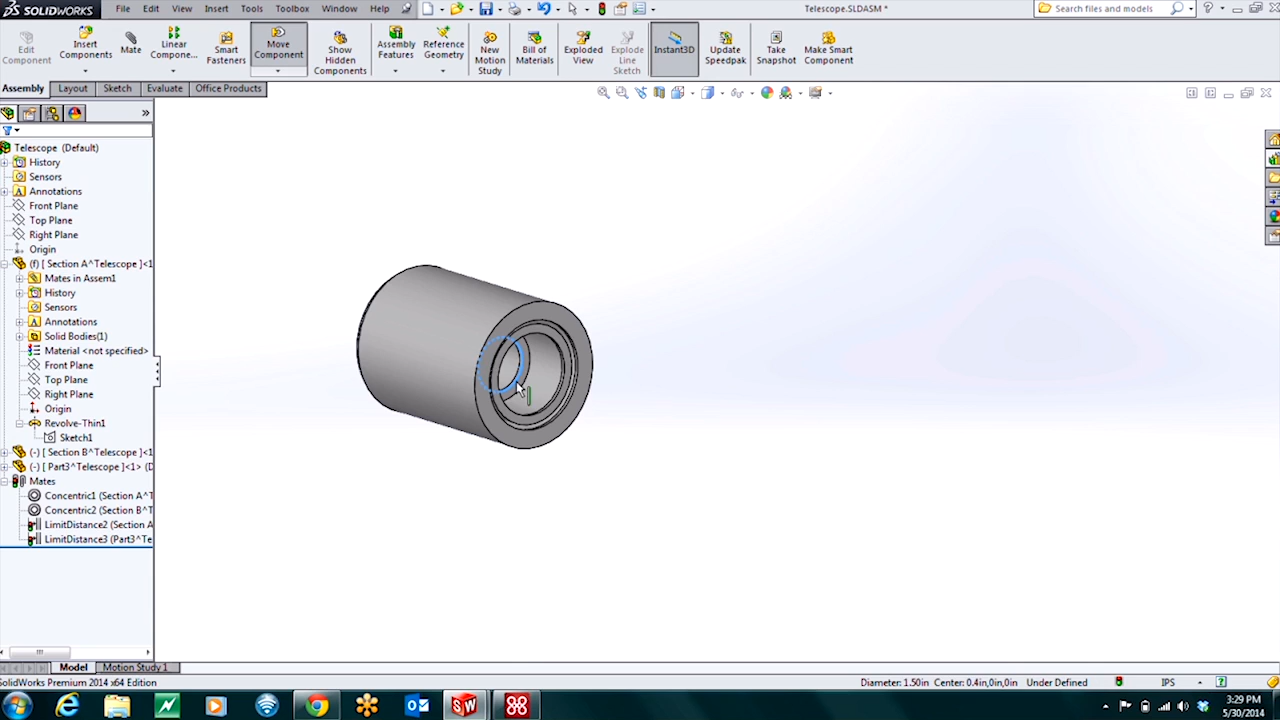 SOLIDWORKS File Edit View Insert Tools Toolbox Window Help Telescope.SLDASM * Search files and models
Edit Component
Insert Components
Mate
Linear Compone...
Smart Fasteners
Move Component
Show Hidden Components
Assembly Features
Reference Geometry
New Motion Study
Bill of Materials
Exploded View
Explode Line Sketch
Instant3D
Update Speedpak
Take Snapshot
Make Smart Component
Assembly Layout Sketch Evaluate Office Products
Telescope (Default)
History
Sensors
Annotations
Front Plane
Top Plane
Right Plane
Origin
(f) [ Section A^Telescope ]<1
Mates in Assem1
History
Sensors
Annotations
Solid Bodies(1)
Material <not specified>
Front Plane
Top Plane
Right Plane
Origin
Revolve-Thin1
Sketch1
(-) [ Section B^Telescope ]<1
(-) [ Part3^Telescope ]<1> (D
Mates
Concentric1 (Section A^T
Concentric2 (Section B^T
LimitDistance2 (Section A
LimitDistance3 (Part3^Te
Model Motion Study 1
SolidWorks Premium 2014 x64 Edition Diameter: 1.50in Center: 0.4in,0in,0in Under Defined IPS
3:29 PM
5/30/2014